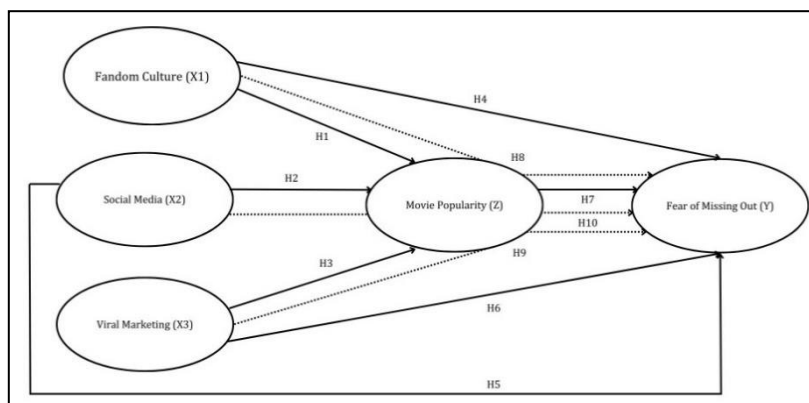 Fandom Culture (X1)
H4
H1
H8
H2
Social Media (X2)
Movie Popularity (Z)
H7
Fear of Missing Out (Y)
H10
H9
H3
H6
Viral Marketing (X3)
H5